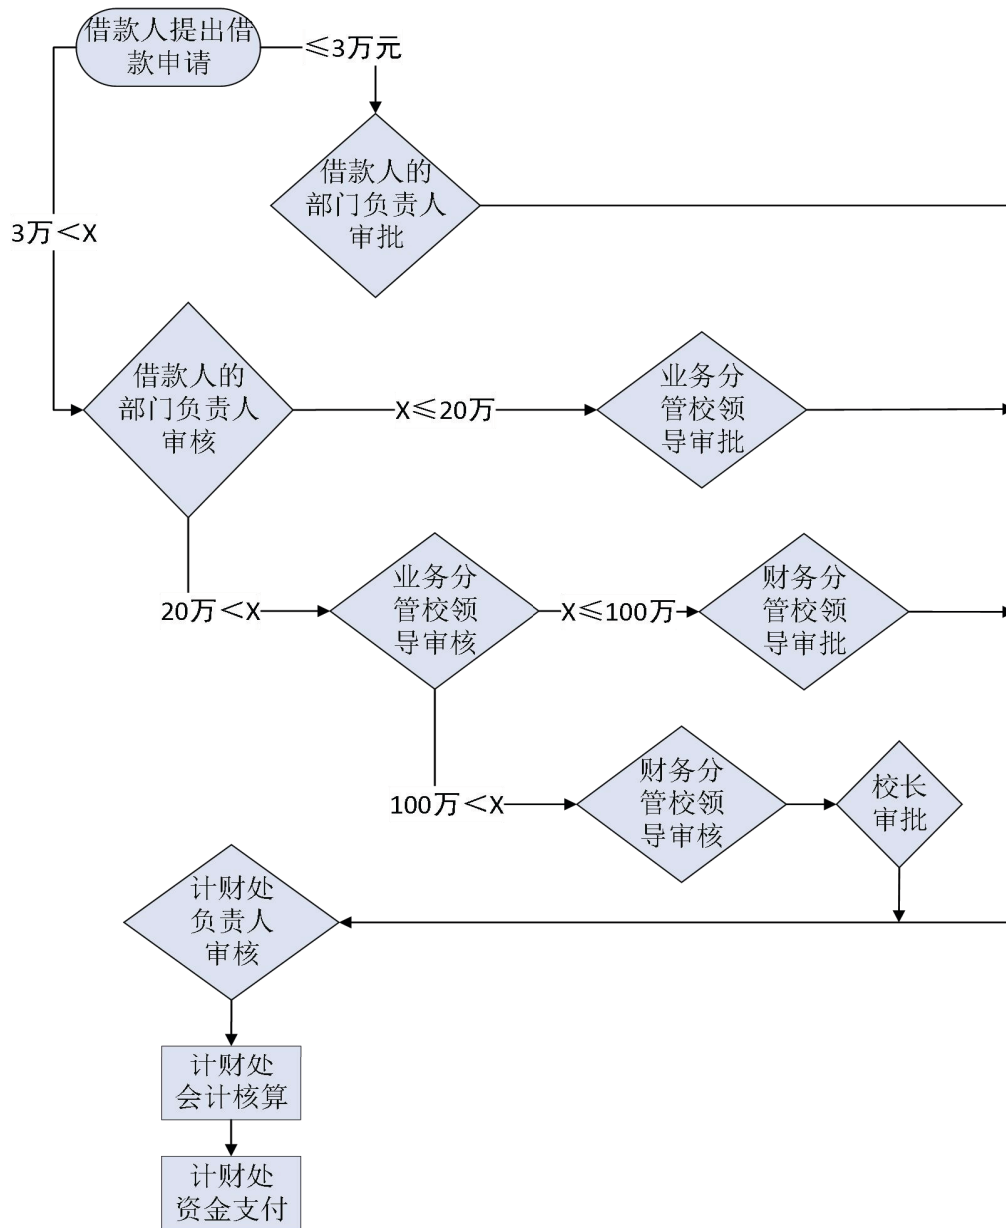 借款人提出借
款申请
≤3万元
借款人的
部门负责人
审批
3万＜X
借款人的
部门负责人
审核
X≤20万
业务分
管校领
导审批
20万＜X
业务分
管校领
导审核
X≤100万
财务分
管校领
导审批
100万＜X
财务分
管校领
导审核
校长
审批
计财处
负责人
审核
计财处
会计核算
计财处
资金支付